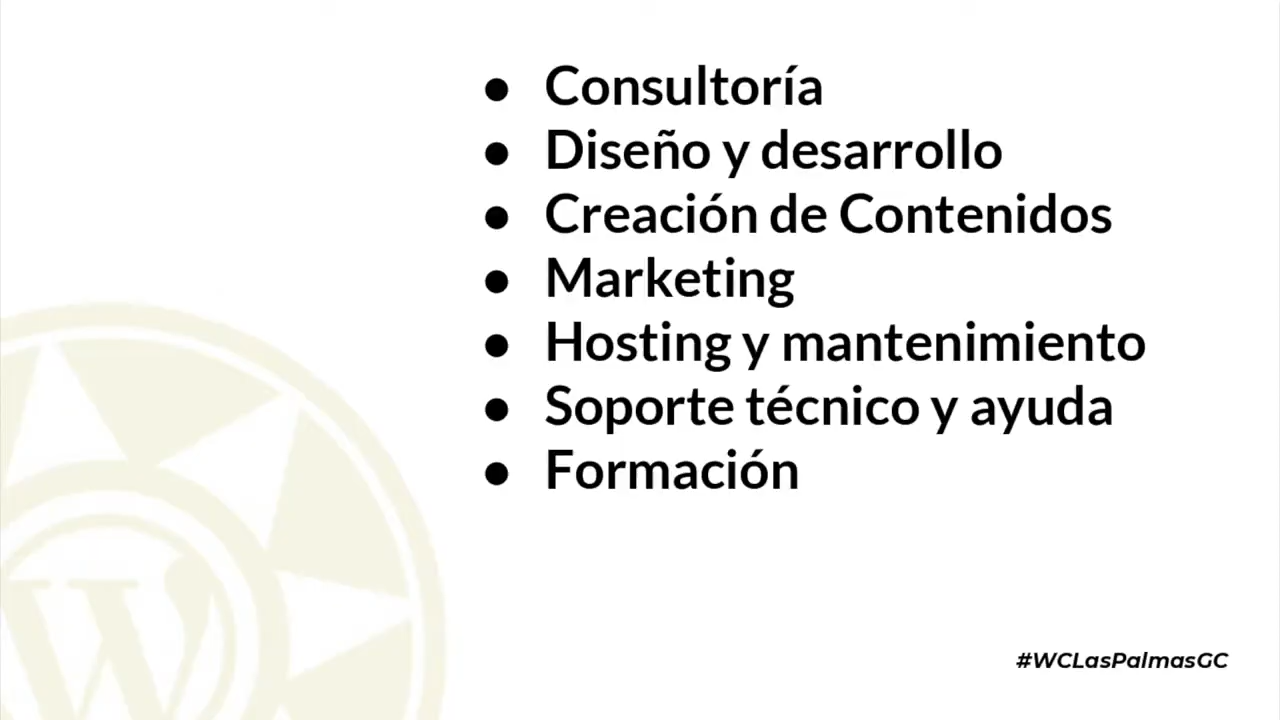 ● Consultoría
● Diseño y desarrollo
● Creación de Contenidos
● Marketing
● Hosting y mantenimiento
● Soporte técnico y ayuda
● Formación
W
#WCLasPalmasGC